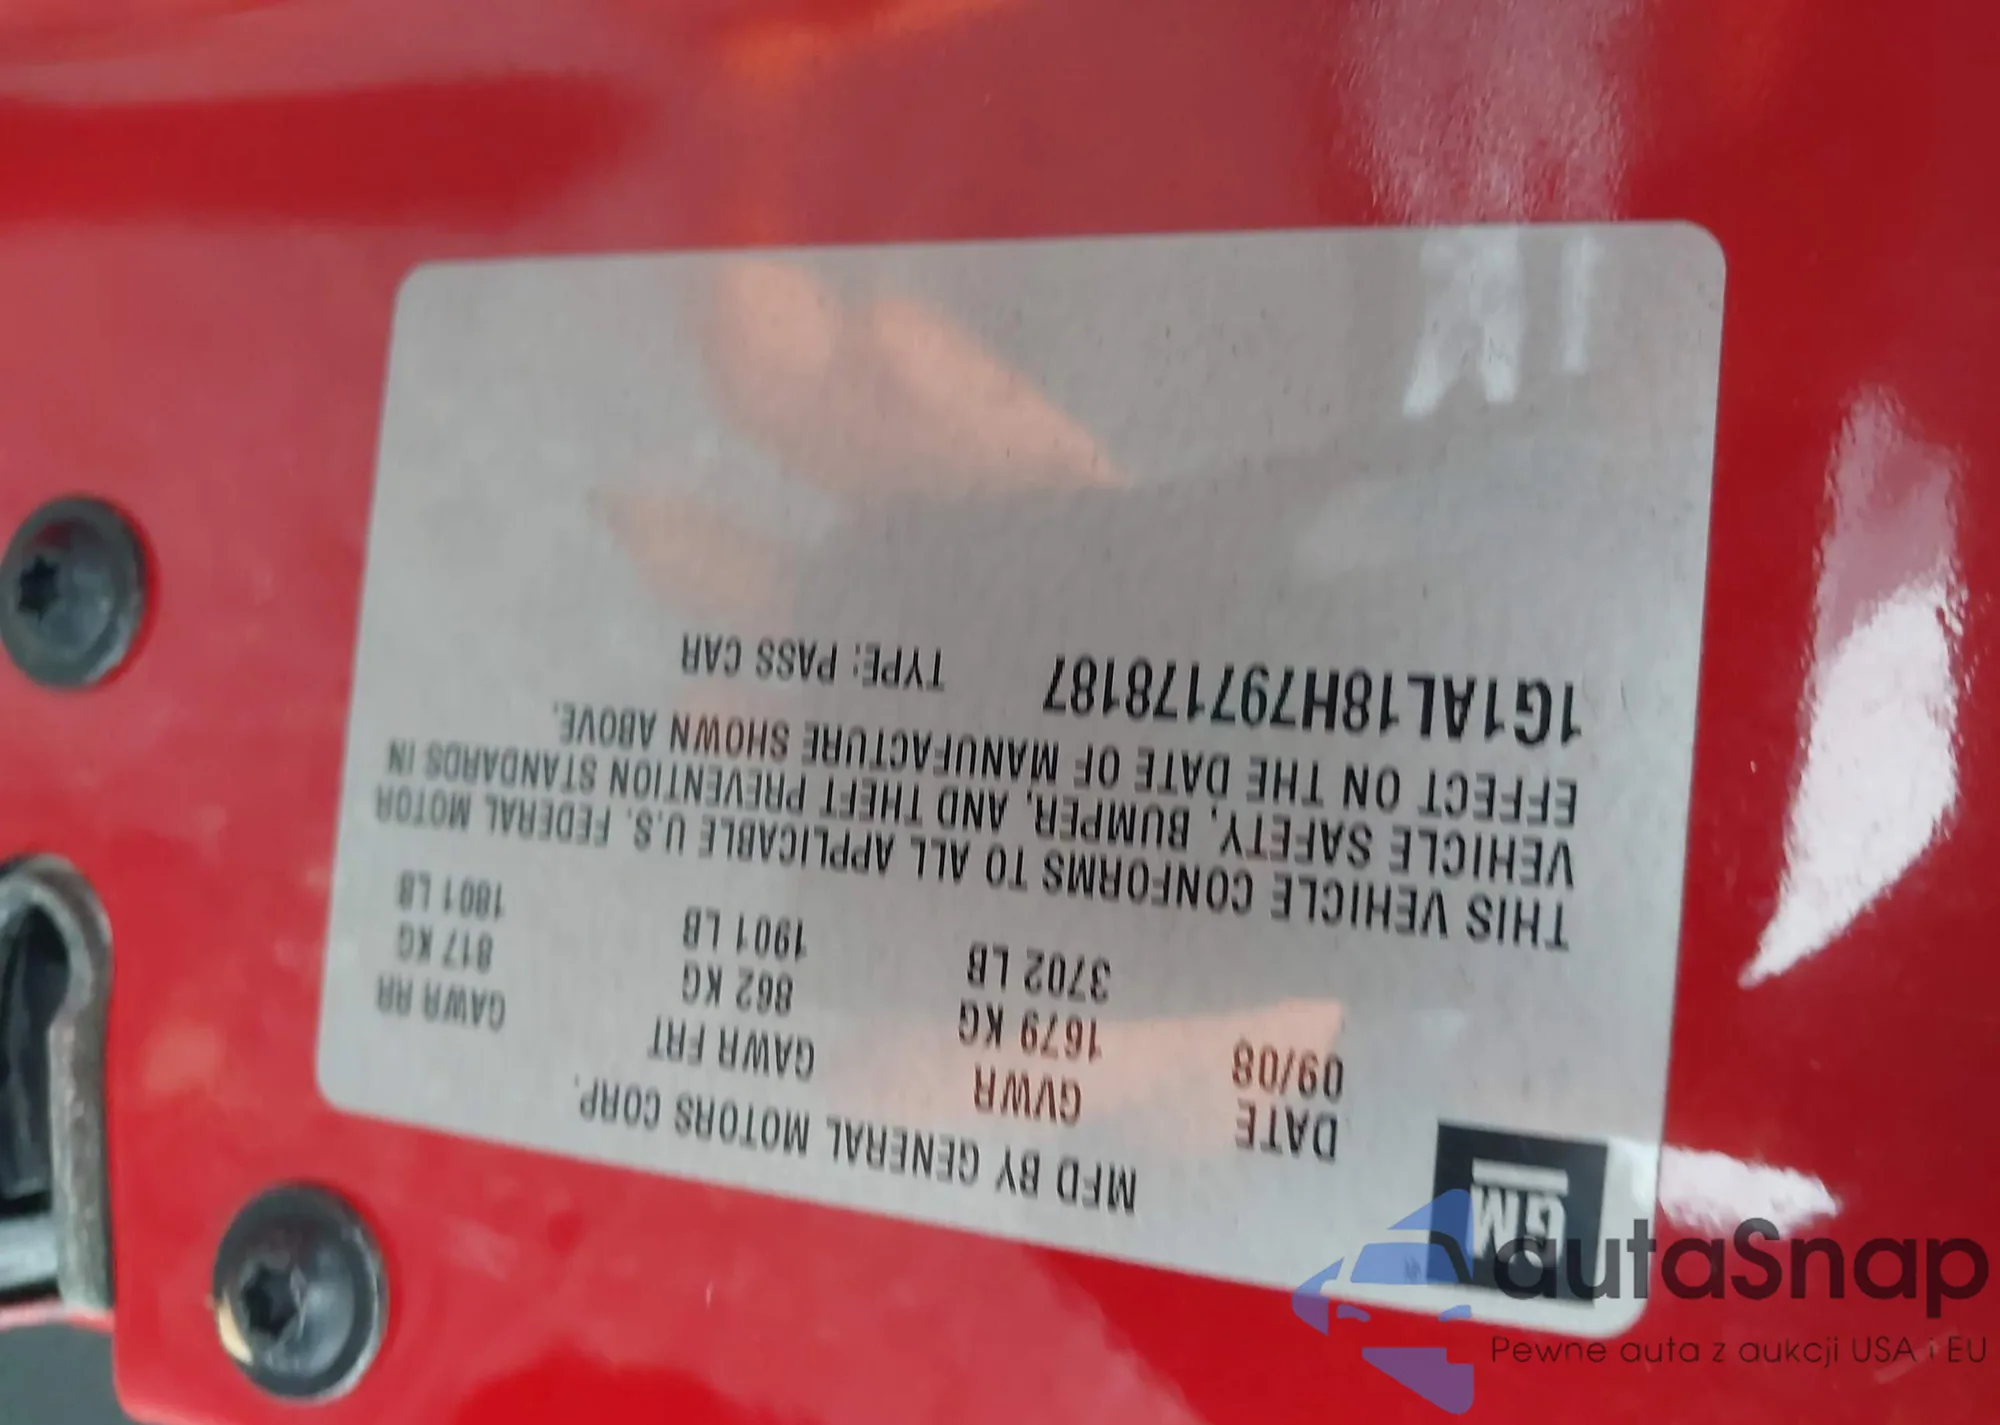 GM
MFD BY GENERAL MOTORS CORP.
DATE GVWR GAWR FRT GAWR RR
09/08 1679 KG 862 KG 817 KG
3702 LB 1901 LB 1801 LB
THIS VEHICLE CONFORMS TO ALL APPLICABLE U.S. FEDERAL MOTOR
VEHICLE SAFETY, BUMPER, AND THEFT PREVENTION STANDARDS IN
EFFECT ON THE DATE OF MANUFACTURE SHOWN ABOVE.
1G1AL18H797178187 TYPE: PASS CAR
autaSnap
Pewne auta z aukcji USA i EU